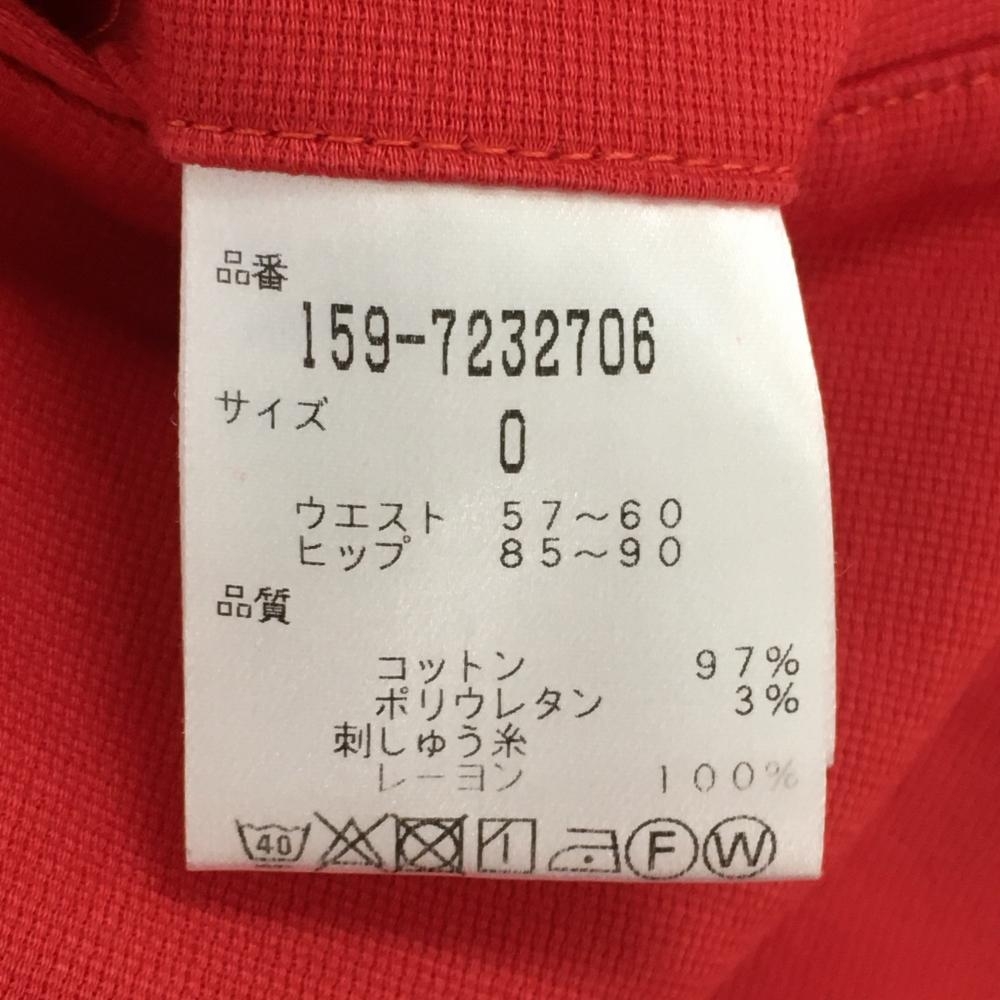 品番
159-7232706
サイズ
0
ウエスト 57～60
ヒップ 85～90
品質
コットン 97%
ポリウレタン 3%
刺しゅう糸
レーヨン 100%
40 F W